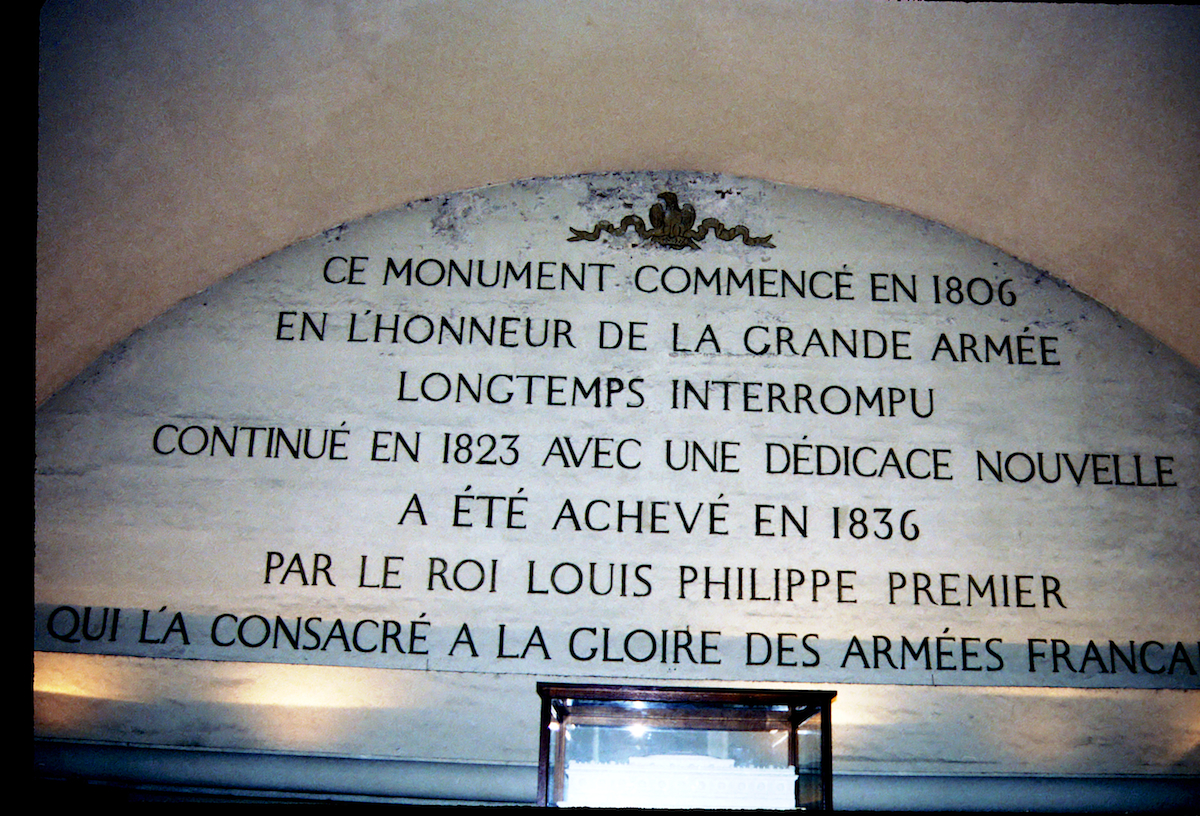 CE MONUMENT COMMENCÉ EN 1806
EN L'HONNEUR DE LA GRANDE ARMÉE
LONGTEMPS INTERROMPU
CONTINUÉ EN 1823 AVEC UNE DÉDICACE NOUVELLE
A ÉTÉ ACHEVÉ EN 1836
PAR LE ROI LOUIS PHILIPPE PREMIER
QUI L'A CONSACRÉ A LA GLOIRE DES ARMÉES